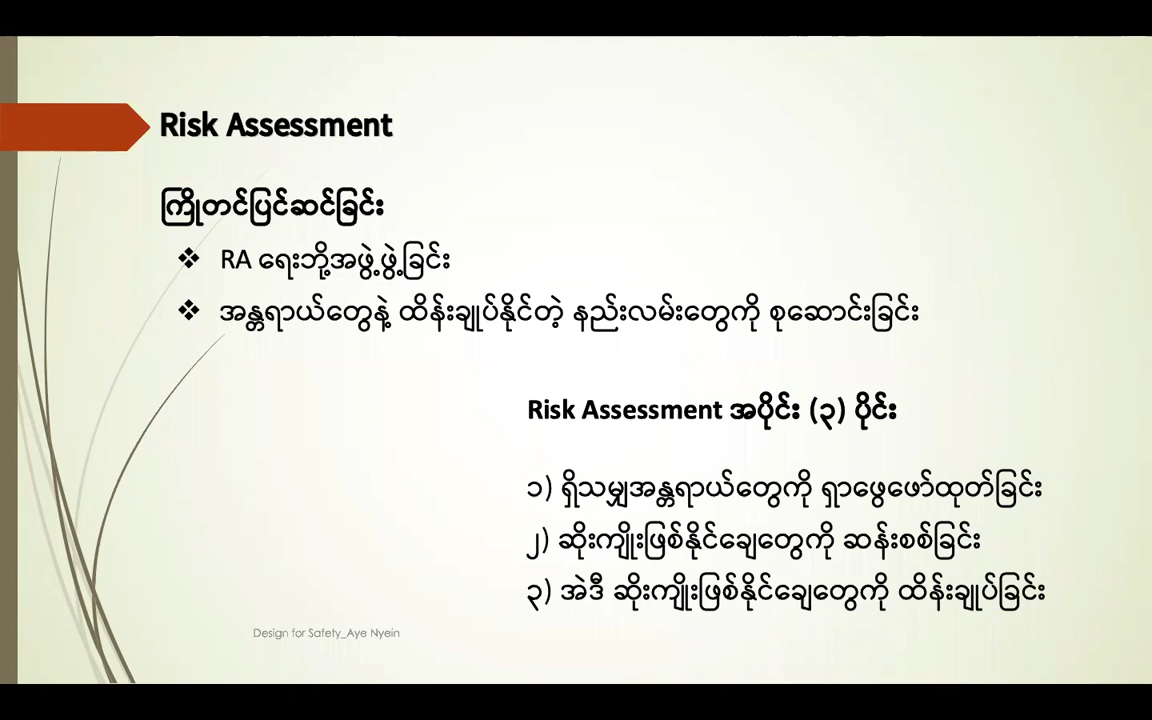 Risk Assessment
ကြိုတင်ပြင်ဆင်ခြင်း
❖ RA ရေးဘို့အဖွဲ့ဖွဲ့ခြင်း
❖ အန္တရာယ်တွေနဲ့ ထိန်းချုပ်နိုင်တဲ့ နည်းလမ်းတွေကို စုဆောင်းခြင်း
Risk Assessment အပိုင်း (၃) ပိုင်း
၁) ရှိသမျှအန္တရာယ်တွေကို ရှာဖွေဖော်ထုတ်ခြင်း
၂) ဆိုးကျိုးဖြစ်နိုင်ချေတွေကို ဆန်းစစ်ခြင်း
၃) အဲဒီ ဆိုးကျိုးဖြစ်နိုင်ချေတွေကို ထိန်းချုပ်ခြင်း
Design for Safety_Aye Nyein